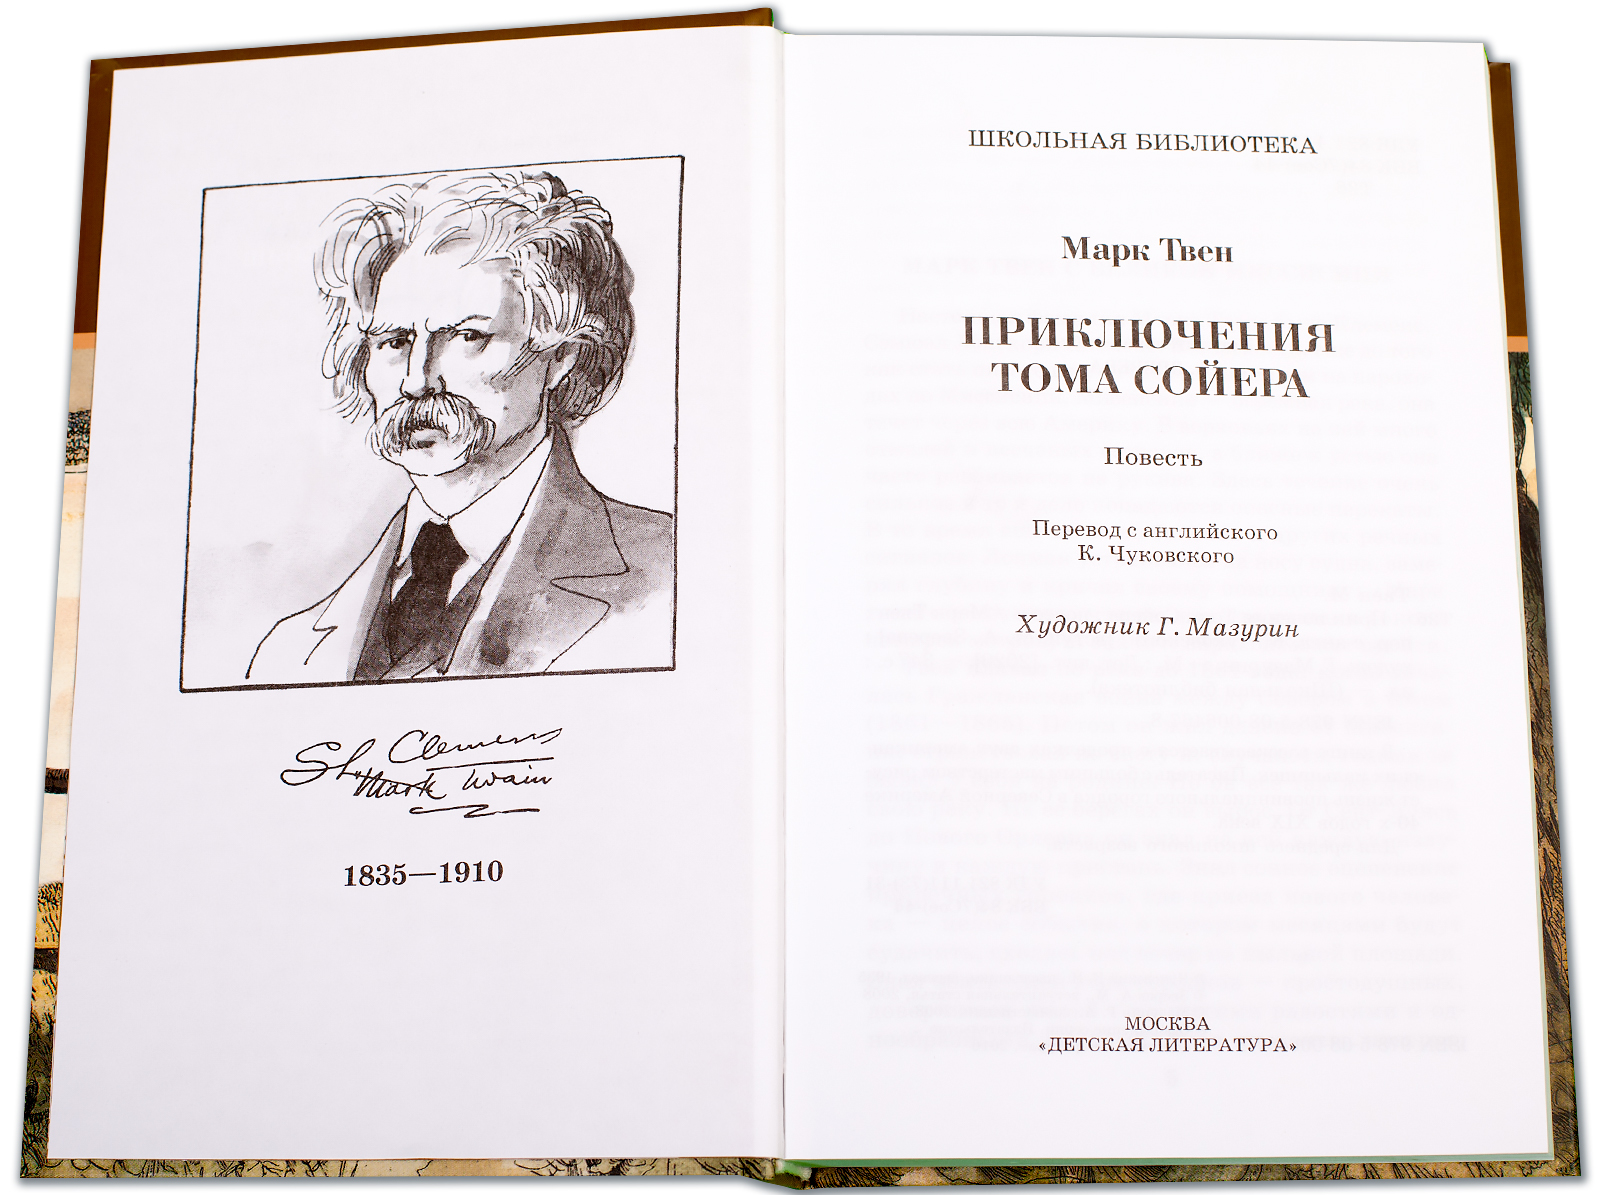 S. L. Clemens
Mark Twain
1835—1910
ШКОЛЬНАЯ БИБЛИОТЕКА
Марк Твен
ПРИКЛЮЧЕНИЯ
ТОМА СОЙЕРА
Повесть
Перевод с английского
К. Чуковского
Художник Г. Мазурин
МОСКВА
«ДЕТСКАЯ ЛИТЕРАТУРА»